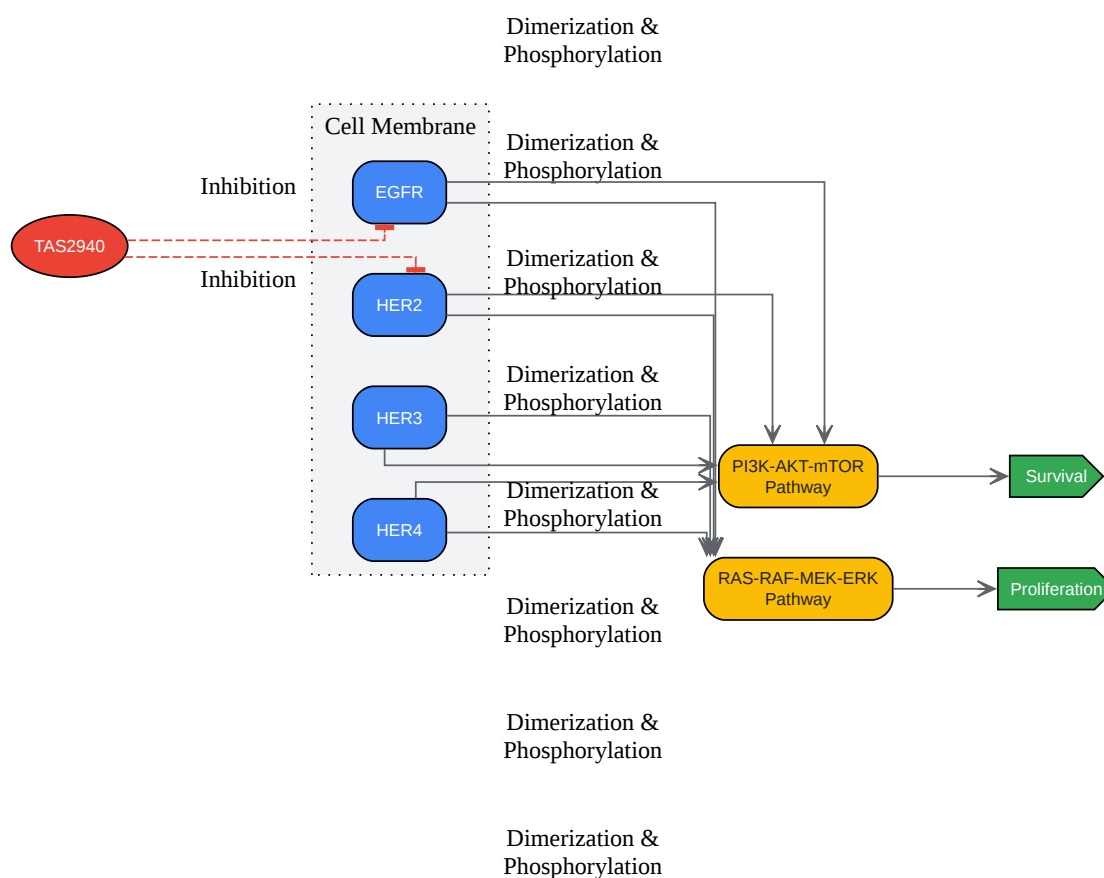 Dimerization &
Phosphorylation
Cell Membrane
Dimerization &
Phosphorylation
Inhibition
EGFR
TAS2940
Inhibition
Dimerization &
Phosphorylation
HER2
Dimerization &
Phosphorylation
HER3
PI3K-AKT-mTOR
Pathway
Survival
Dimerization &
Phosphorylation
HER4
RAS-RAF-MEK-ERK
Pathway
Proliferation
Dimerization &
Phosphorylation
Dimerization &
Phosphorylation
Dimerization &
Phosphorylation